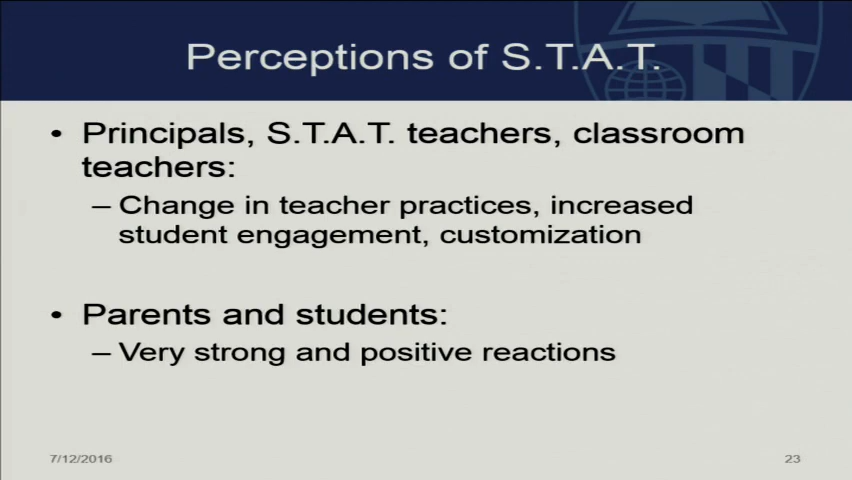 Perceptions of S.T.A.T.
• Principals, S.T.A.T. teachers, classroom
teachers:
– Change in teacher practices, increased
student engagement, customization
• Parents and students:
– Very strong and positive reactions
7/12/2016
23